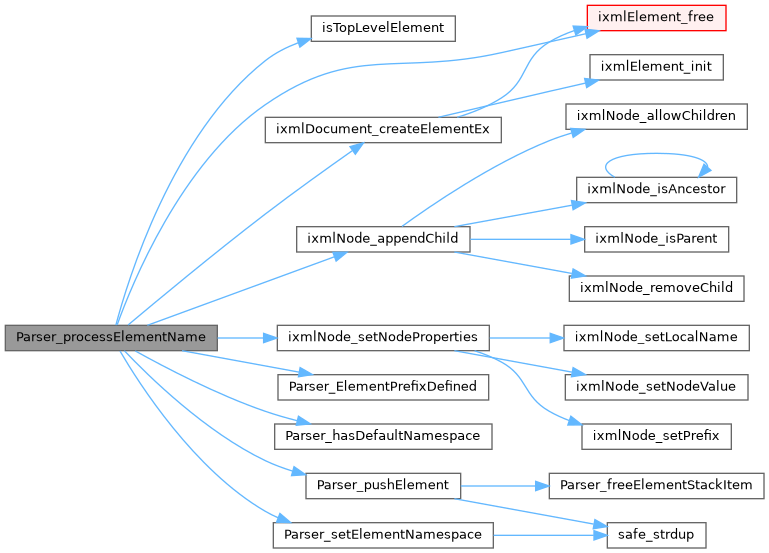 ixmlElement_free
isTopLevelElement
ixmlElement_init
ixmlNode_allowChildren
ixmlDocument_createElementEx
ixmlNode_isAncestor
ixmlNode_appendChild
ixmlNode_isParent
ixmlNode_removeChild
Parser_processElementName
ixmlNode_setNodeProperties
ixmlNode_setLocalName
Parser_ElementPrefixDefined
ixmlNode_setNodeValue
Parser_hasDefaultNamespace
ixmlNode_setPrefix
Parser_pushElement
Parser_freeElementStackItem
Parser_setElementNamespace
safe_strdup